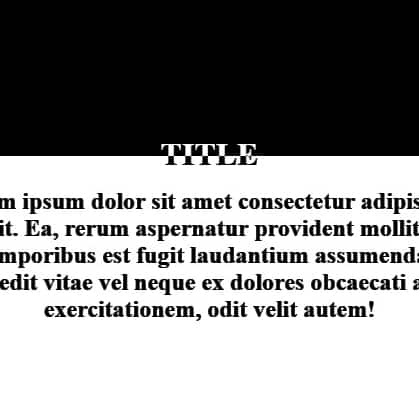 TITLE
m ipsum dolor sit amet consectetur adipis
it. Ea, rerum aspernatur provident mollit
mporibus est fugit laudantium assumenda
edit vitae vel neque ex dolores obcaecati a
exercitationem, odit velit autem!